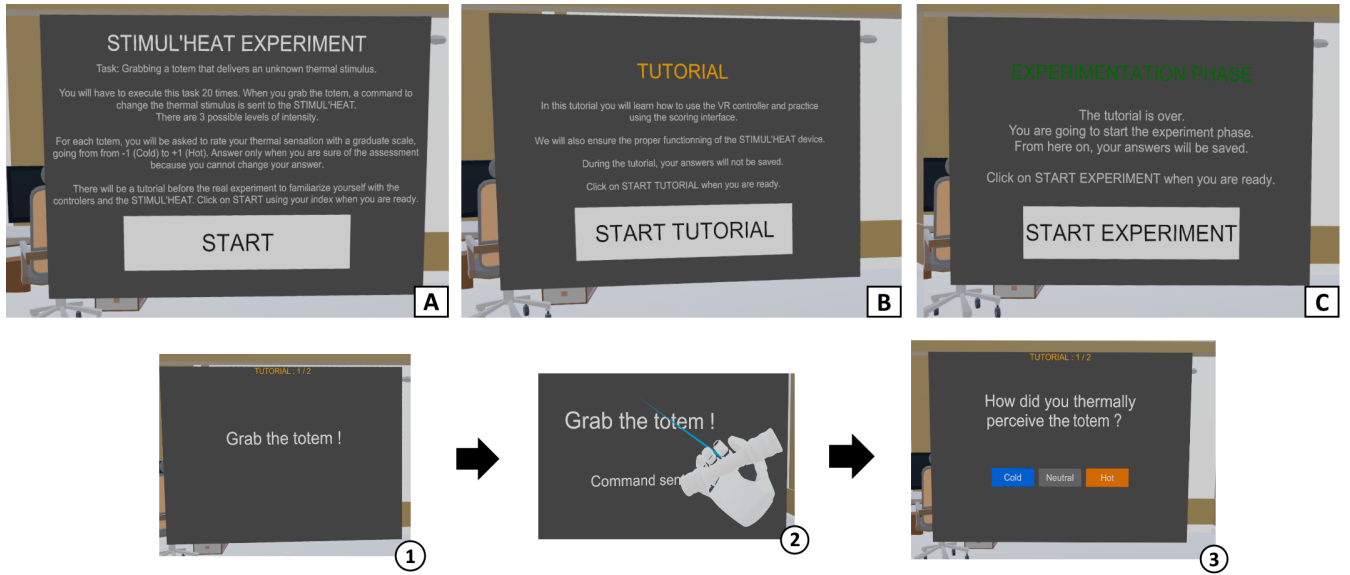 STIMUL'HEAT EXPERIMENT
Task: Grabbing a totem that delivers an unknown thermal stimulus.
You will have to execute this task 20 times. When you grab the totem, a command to
change the thermal stimulus is sent to the STIMUL'HEAT.
There are 3 possible levels of intensity.
For each totem, you will be asked to rate your thermal sensation with a graduate scale,
going from from -1 (Cold) to +1 (Hot). Answer only when you are sure of the assessment
because you cannot change your answer.
There will be a tutorial before the real experiment to familiarize yourself with the
controlers and the STIMUL'HEAT. Click on START using your index when you are ready.
START
A
TUTORIAL
In this tutorial you will learn how to use the VR controller and practice
using the scoring interface.
We will also ensure the proper functionning of the STIMUL'HEAT device.
During the tutorial, your answers will not be saved.
Click on START TUTORIAL when you are ready.
START TUTORIAL
B
EXPERIMENTATION PHASE
The tutorial is over.
You are going to start the experiment phase.
From here on, your answers will be saved.
Click on START EXPERIMENT when you are ready.
START EXPERIMENT
C
TUTORIAL : 1 / 2
Grab the totem !
1
Grab the totem !
Command sen
2
TUTORIAL : 1 / 2
How did you thermally
perceive the totem ?
Cold Neutral Hot
3